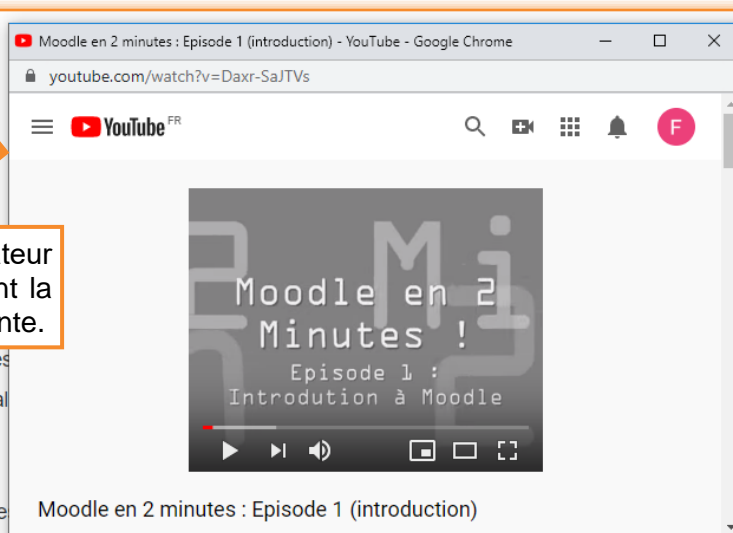 Moodle en 2 minutes : Episode 1 (introduction) - YouTube - Google Chrome
youtube.com/watch?v=Daxr-SaJTVs
YouTube FR
F
Moodle en 2
Minutes !
Episode 1 :
Introdution à Moodle
Moodle en 2 minutes : Episode 1 (introduction)
teur
nt la
nte.